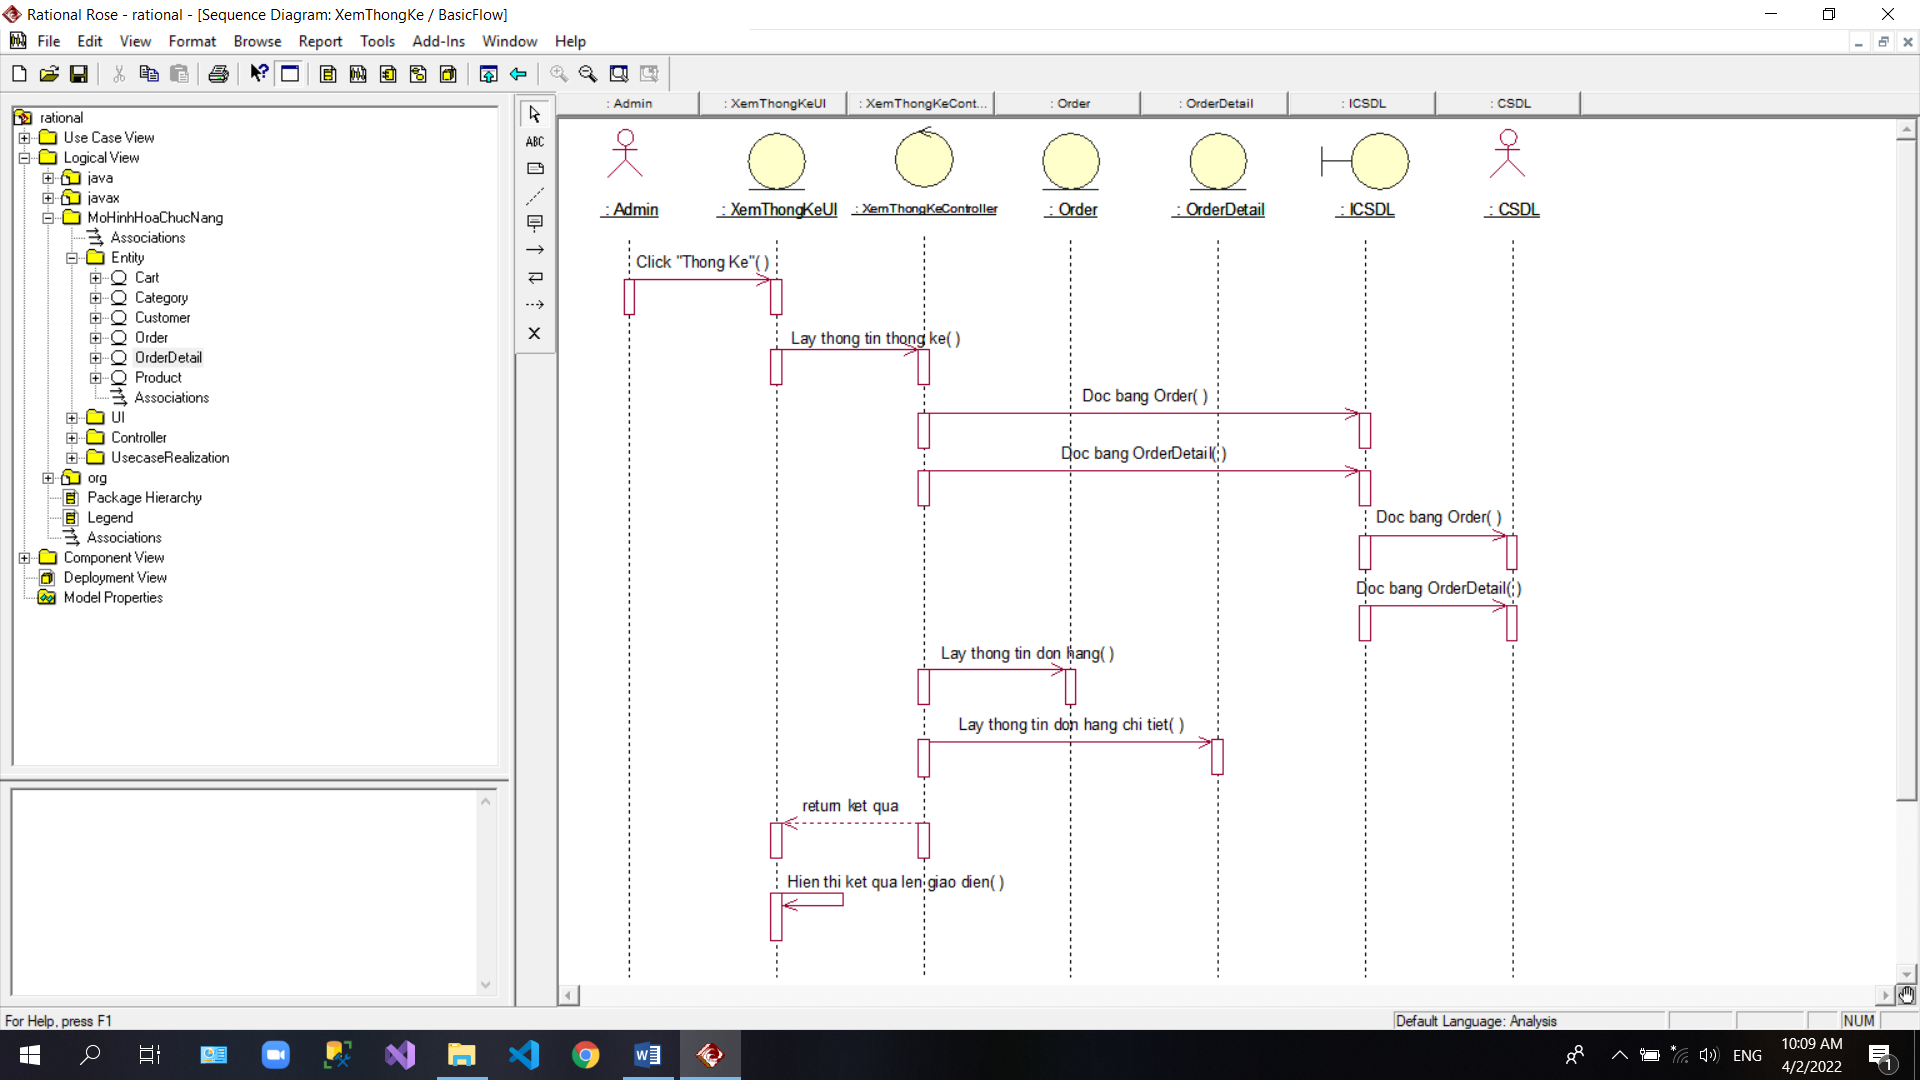 Rational Rose - rational - [Sequence Diagram: XemThongKe / BasicFlow]
File Edit View Format Browse Report Tools Add-Ins Window Help
: Admin : XemThongKeUI : XemThongKeCont... : Order : OrderDetail : ICSDL : CSDL
rational
Use Case View
Logical View
java
javax
MoHinhHoaChucNang
Associations
Entity
Cart
Category
Customer
Order
OrderDetail
Product
Associations
UI
Controller
UsecaseRealization
org
Package Hierarchy
Legend
Associations
Component View
Deployment View
Model Properties
ABC
: Admin : XemThongKeUI : XemThongKeController : Order : OrderDetail : ICSDL : CSDL
Click "Thong Ke"( )
Lay thong tin thong ke( )
Doc bang Order( )
Doc bang OrderDetail( )
Doc bang Order( )
Doc bang OrderDetail( )
Lay thong tin don hang( )
Lay thong tin don hang chi tiet( )
return ket qua
Hien thi ket qua len giao dien( )
For Help, press F1
Default Language: Analysis NUM
ENG
10:09 AM
4/2/2022
1